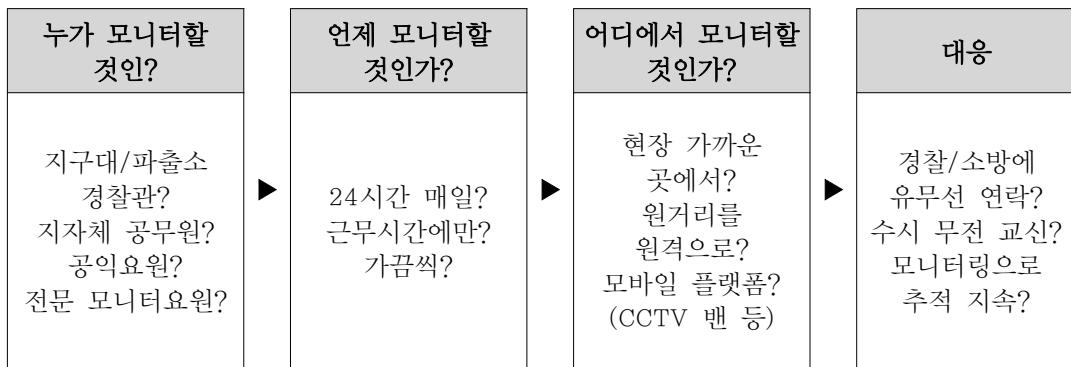 누가 모니터할
것인?
지구대/파출소
경찰관?
지자체 공무원?
공익요원?
전문 모니터요원?
언제 모니터할
것인가?
24시간 매일?
근무시간에만?
가끔씩?
어디에서 모니터할
것인가?
현장 가까운
곳에서?
원거리를
원격으로?
모바일 플랫폼?
(CCTV 밴 등)
대응
경찰/소방에
유무선 연락?
수시 무전 교신?
모니터링으로
추적 지속?